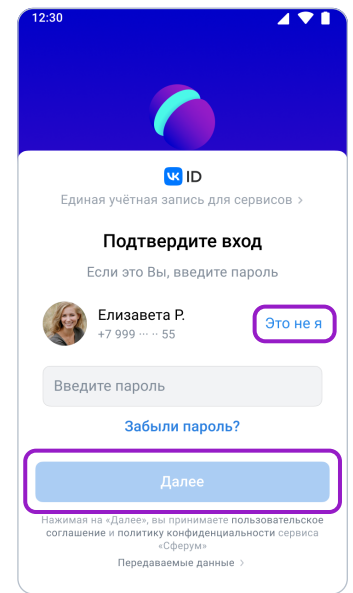 12:30
VK ID
Единая учётная запись для сервисов >
Подтвердите вход
Если это Вы, введите пароль
Елизавета Р.
Это не я
+7 999 ··· ·· 55
Введите пароль
Забыли пароль?
Далее
Нажимая на «Далее», вы принимаете пользовательское
соглашение и политику конфиденциальности сервиса
«Сферум»
Передаваемые данные >